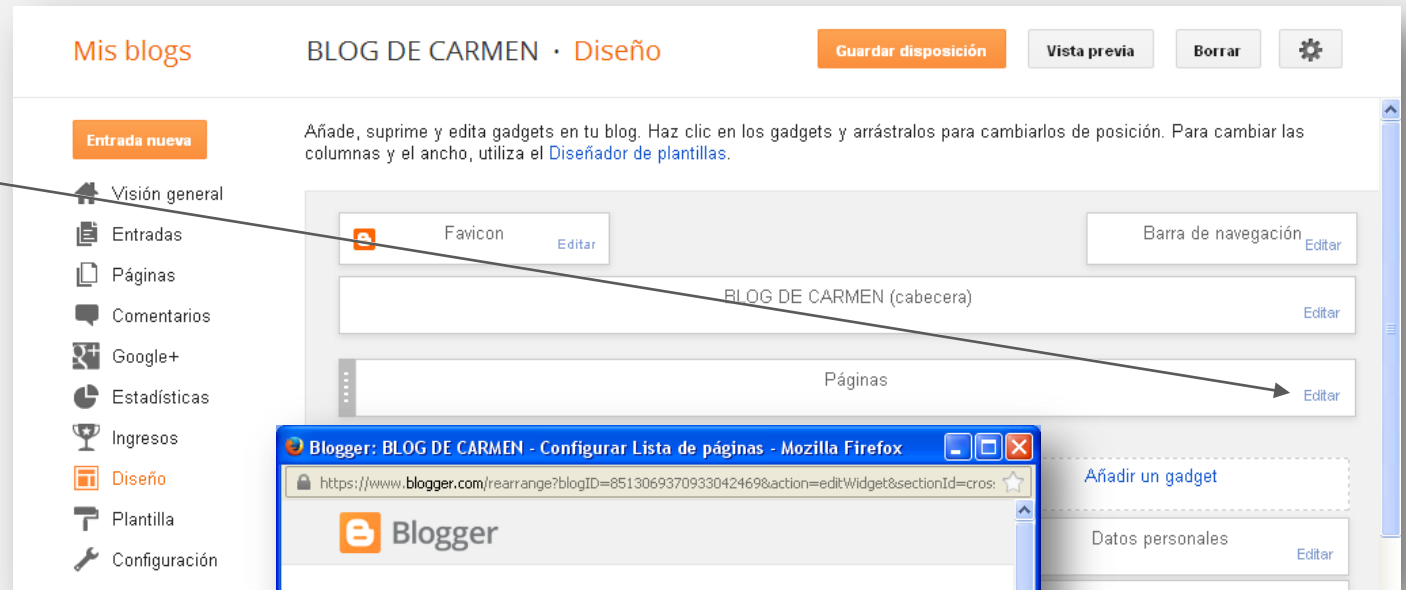 Mis blogs
BLOG DE CARMEN · Diseño
Guardar disposición
Vista previa
Borrar
Entrada nueva
Añade, suprime y edita gadgets en tu blog. Haz clic en los gadgets y arrástralos para cambiarlos de posición. Para cambiar las
columnas y el ancho, utiliza el Diseñador de plantillas.
Visión general
Entradas
Páginas
Comentarios
Google+
Estadísticas
Ingresos
Diseño
Plantilla
Configuración
Favicon
Editar
Barra de navegación
Editar
BLOG DE CARMEN (cabecera)
Editar
Páginas
Editar
Añadir un gadget
Datos personales
Editar
Blogger: BLOG DE CARMEN - Configurar Lista de páginas - Mozilla Firefox
https://www.blogger.com/rearrange?blogID=8513069370933042469&action=editWidget&sectionId=cros
Blogger